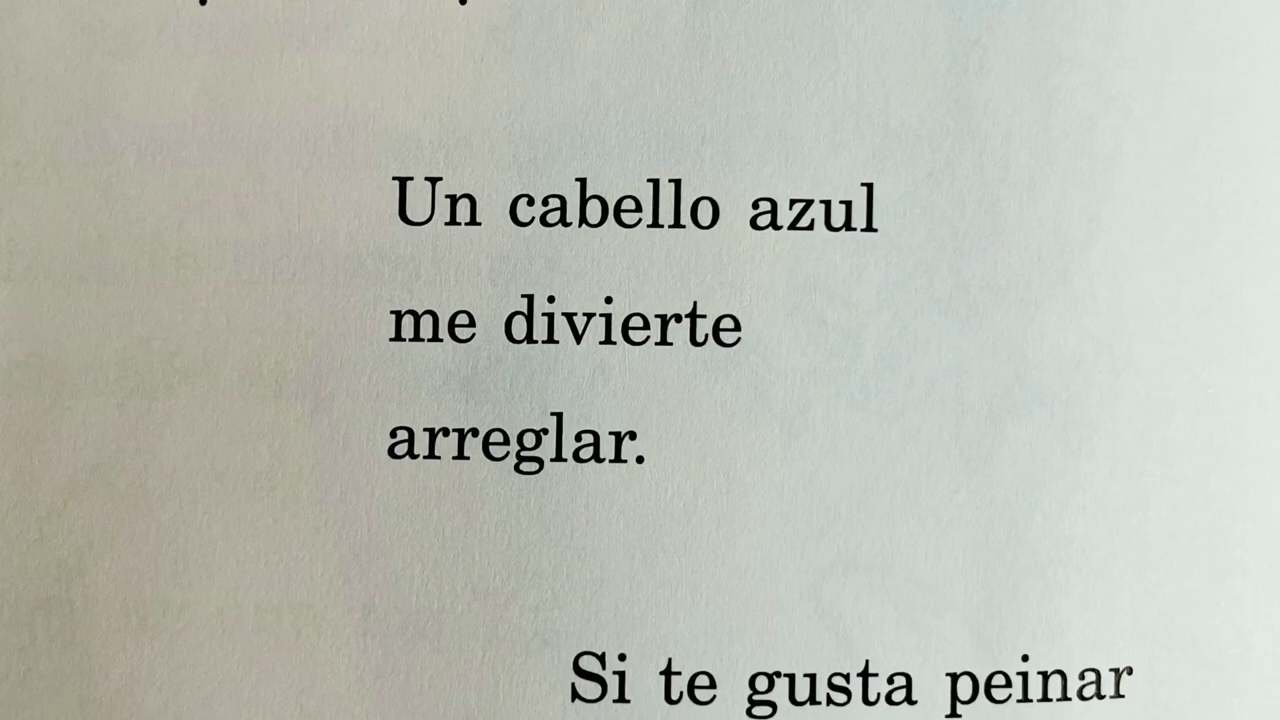 Un cabello azul
me divierte
arreglar.
Si te gusta peinar